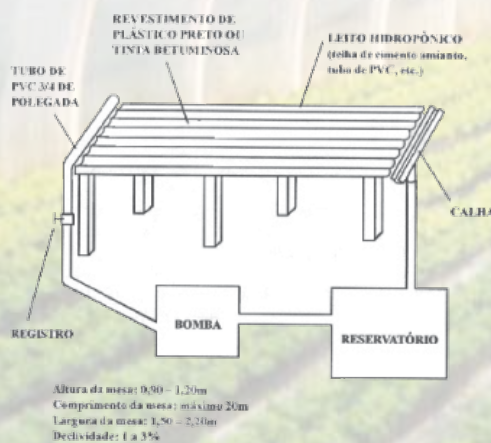 REVESTIMENTO DE
PLÁSTICO PRETO OU
TINTA BETUMINOSA
LEITO HIDROPÔNICO
(telha de cimento amianto,
tubo de PVC, etc.)
TUBO DE
PVC 3/4 DE
POLEGADA
CALHA
REGISTRO
BOMBA
RESERVATÓRIO
Altura da mesa: 0,90 – 1,20m
Comprimento da mesa: máximo 20m
Largura da mesa: 1,50 – 2,20m
Declividade: 1 a 3%